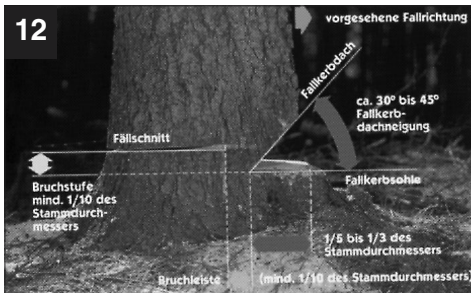 12
vorgesehene Fallrichtung
Fallkerbdach
ca. 30° bis 45°
Fallkerb-
dachneigung
Fällschnitt
Bruchstufe
mind. 1/10 des
Stammdurch-
messers
Fallkerbsohle
1/5 bis 1/3 des
Stammdurchmessers
Bruchleiste (mind. 1/10 des Stammdurchmessers)